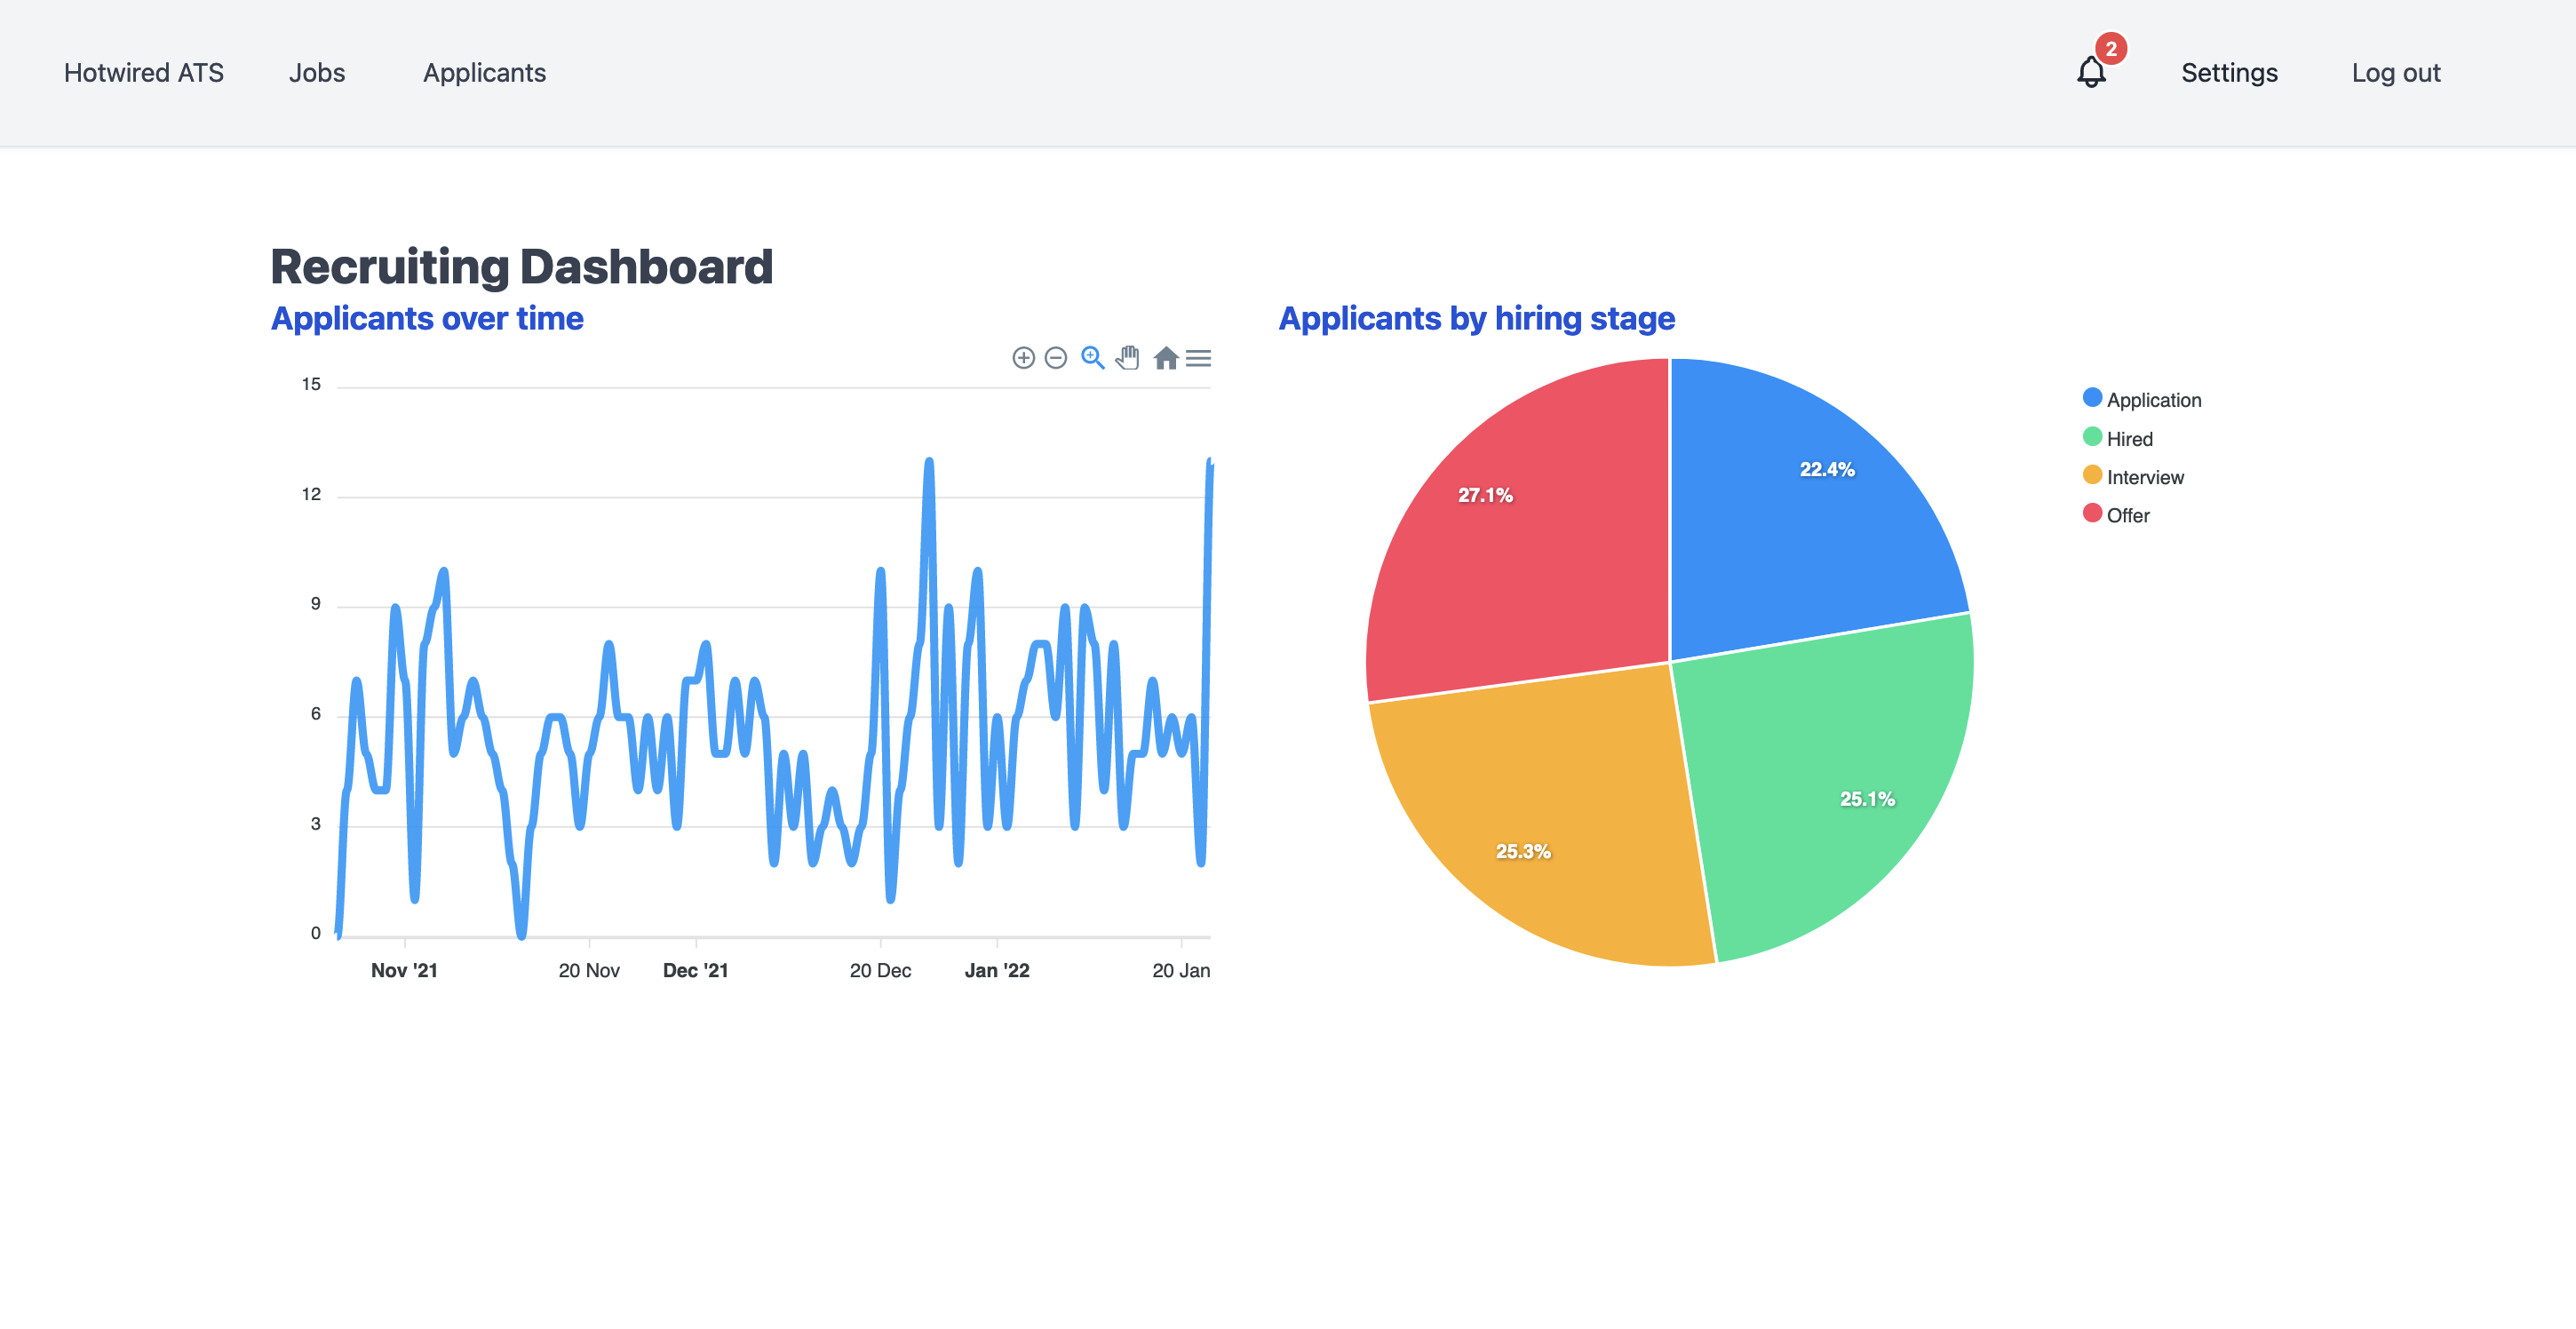 Hotwired ATS Jobs Applicants 2 Settings Log out
Recruiting Dashboard
Applicants over time
15
12
9
6
3
0
Nov '21 20 Nov Dec '21 20 Dec Jan '22 20 Jan
Applicants by hiring stage
22.4%
27.1%
25.1%
25.3%
Application
Hired
Interview
Offer